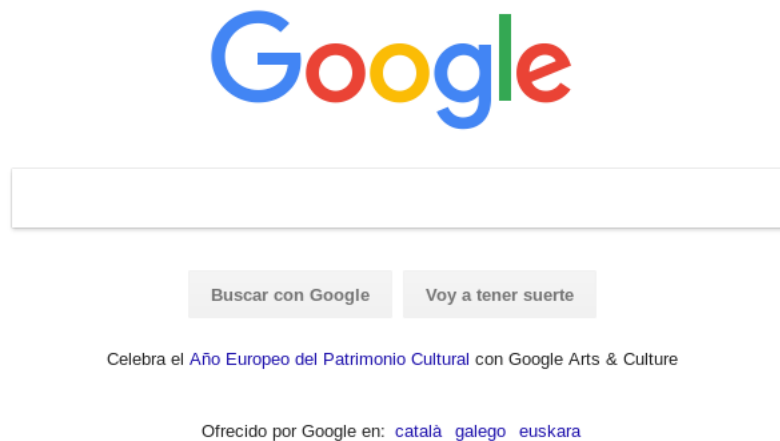 Google
Buscar con Google Voy a tener suerte
Celebra el Año Europeo del Patrimonio Cultural con Google Arts & Culture
Ofrecido por Google en: català galego euskara